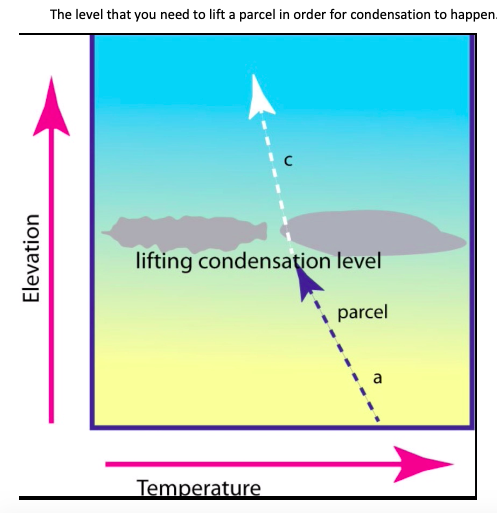 The level that you need to lift a parcel in order for condensation to happen.
c
lifting condensation level
Elevation
parcel
a
Temperature